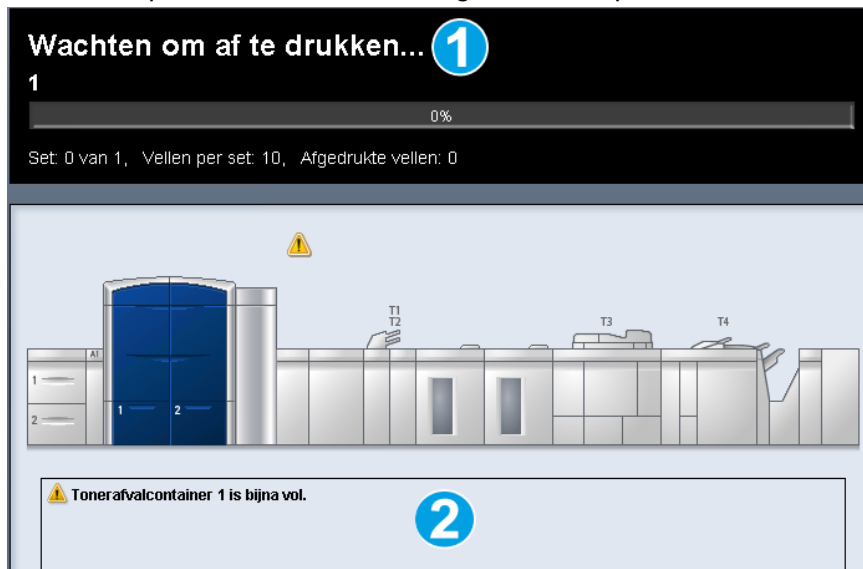 Wachten om af te drukken... 1
1
0%
Set: 0 van 1, Vellen per set: 10, Afgedrukte vellen: 0
T1
T2
T3
T4
A1
1
2
1
2
Tonerafvalcontainer 1 is bijna vol.
2